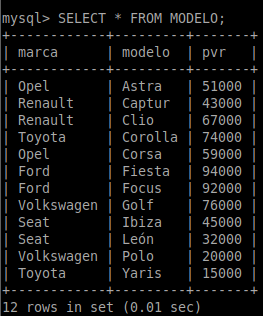 mysql> SELECT * FROM MODELO;
+------------+---------+-------+
| marca      | modelo  | pvr   |
+------------+---------+-------+
| Opel       | Astra   | 51000 |
| Renault    | Captur  | 43000 |
| Renault    | Clio    | 67000 |
| Toyota     | Corolla | 74000 |
| Opel       | Corsa   | 59000 |
| Ford       | Fiesta  | 94000 |
| Ford       | Focus   | 92000 |
| Volkswagen | Golf    | 76000 |
| Seat       | Ibiza   | 45000 |
| Seat       | León    | 32000 |
| Volkswagen | Polo    | 20000 |
| Toyota     | Yaris   | 15000 |
+------------+---------+-------+
12 rows in set (0.01 sec)